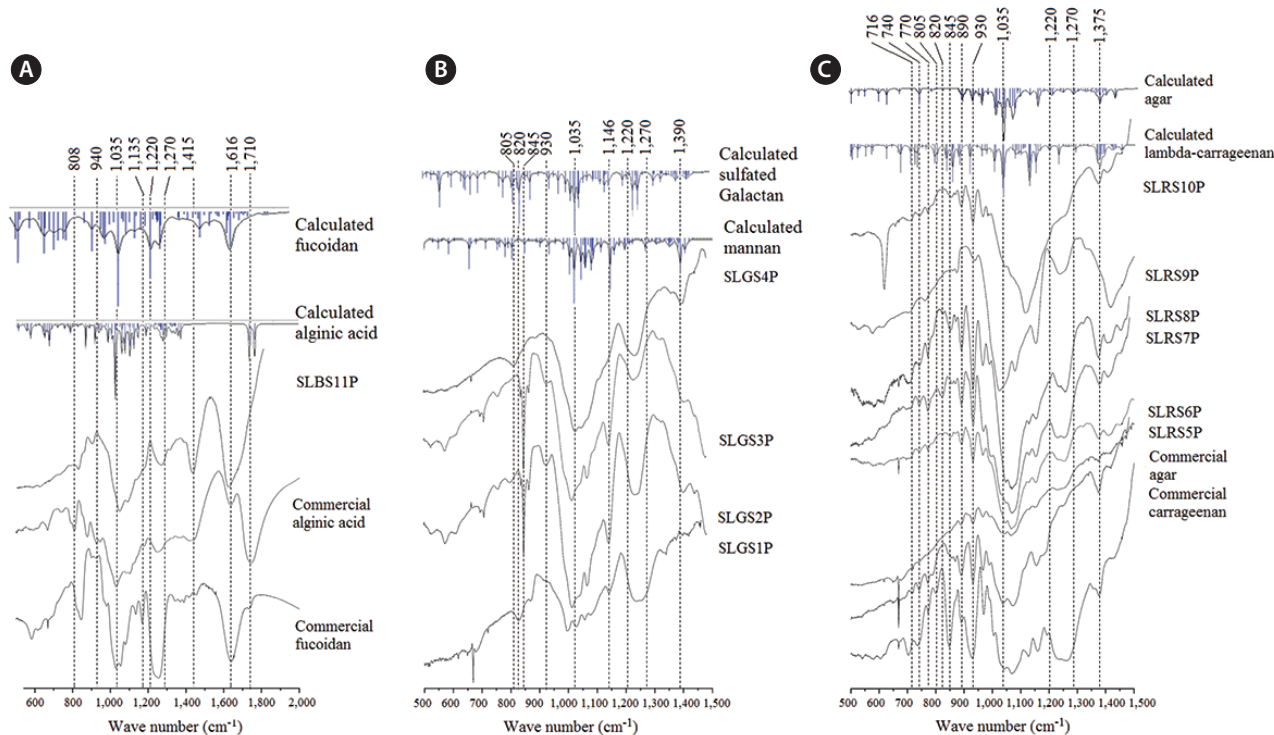 A
808
940
1,035
1,135
1,220
1,270
1,415
1,616
1,710
Calculated
fucoidan
Calculated
alginic acid
SLBS11P
Commercial
alginic acid
Commercial
fucoidan
600
800
1,000
1,200
1,400
1,600
1,800
2,000
Wave number (cm-1)
B
805
820
845
930
1,035
1,146
1,220
1,270
1,390
Calculated
sulfated
Galactan
Calculated
mannan
SLGS4P
SLGS3P
SLGS2P
SLGS1P
500
600
700
800
900
1,000
1,100
1,200
1,300
1,400
1,500
Wave number (cm-1)
C
716
740
770
805
820
845
890
930
1,035
1,220
1,270
1,375
Calculated
agar
Calculated
lambda-carrageenan
SLRS10P
SLRS9P
SLRS8P
SLRS7P
SLRS6P
SLRS5P
Commercial
agar
Commercial
carrageenan
500
600
700
800
900
1,000
1,100
1,200
1,300
1,400
1,500
Wave number (cm-1)